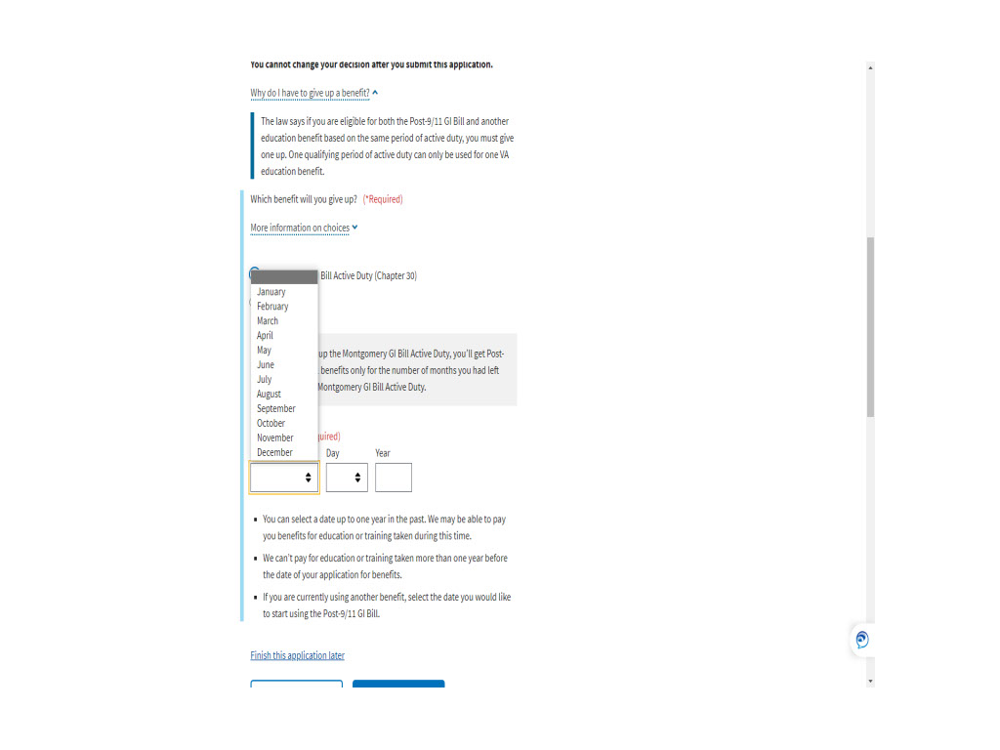 You cannot change your decision after you submit this application.
Why do I have to give up a benefit?
The law says if you are eligible for both the Post-9/11 GI Bill and another
education benefit based on the same period of active duty, you must give
one up. One qualifying period of active duty can only be used for one VA
education benefit.
Which benefit will you give up? (*Required)
More information on choices
Bill Active Duty (Chapter 30)
January
February
March
April
May
June
July
August
September
October
November
December
up the Montgomery GI Bill Active Duty, you'll get Post-
benefits only for the number of months you had left
Montgomery GI Bill Active Duty.
quired)
Day Year
▪ You can select a date up to one year in the past. We may be able to pay
you benefits for education or training taken during this time.
▪ We can't pay for education or training taken more than one year before
the date of your application for benefits.
▪ If you are currently using another benefit, select the date you would like
to start using the Post-9/11 GI Bill.
Finish this application later